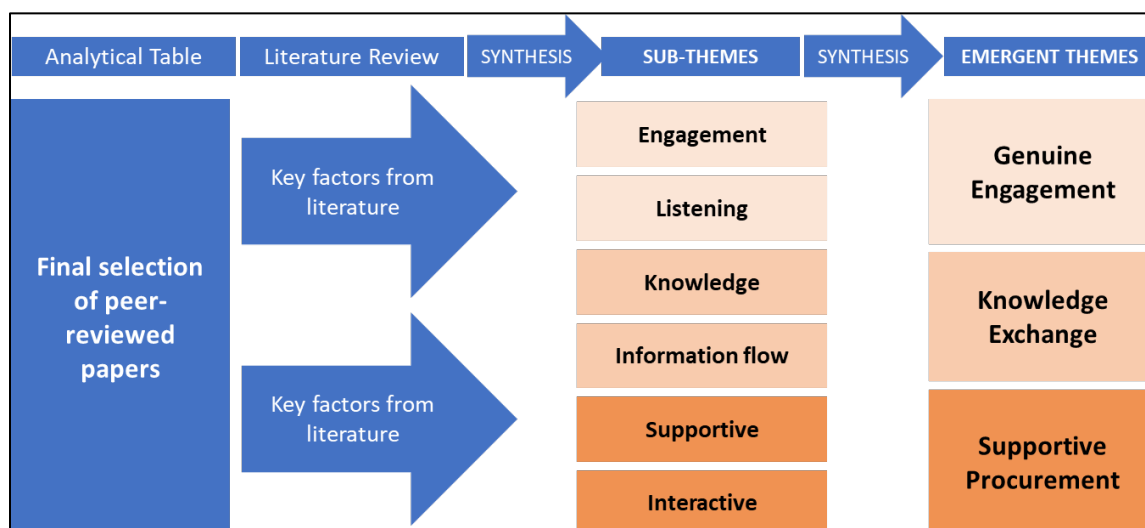 Analytical Table
Literature Review
SYNTHESIS
SUB-THEMES
SYNTHESIS
EMERGENT THEMES
Final selection
of peer-
reviewed
papers
Key factors from
literature
Key factors from
literature
Engagement
Listening
Knowledge
Information flow
Supportive
Interactive
Genuine
Engagement
Knowledge
Exchange
Supportive
Procurement